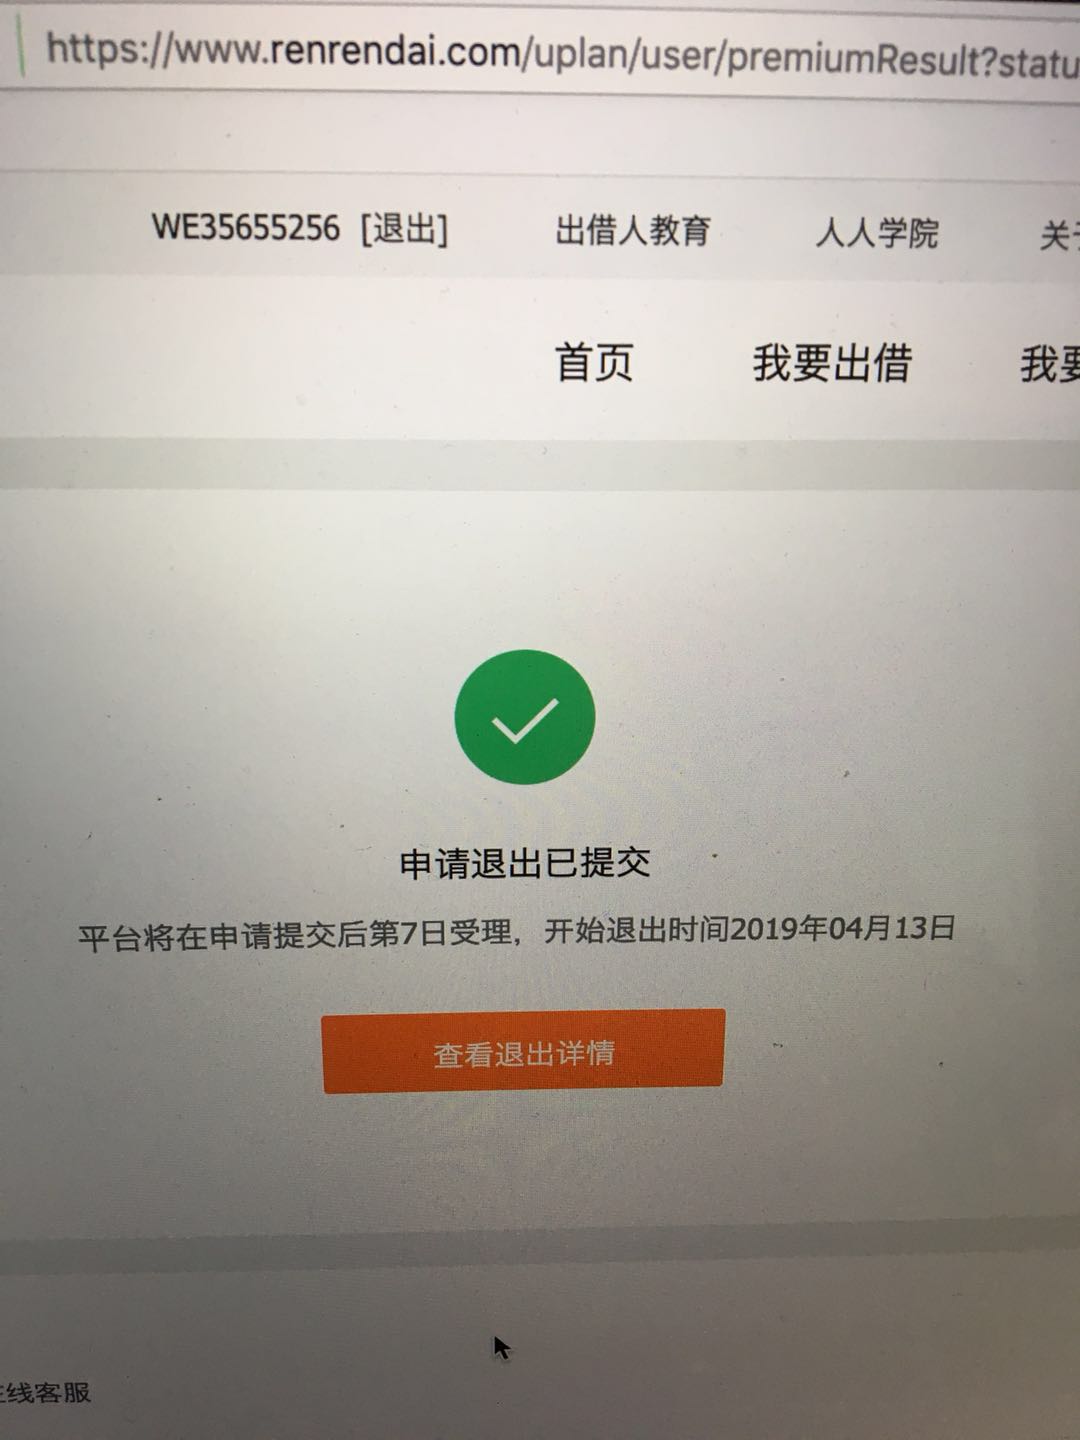 https://www.renrendai.com/uplan/user/premiumResult?statu
WE35655256 [退出] 出借人教育 人人学院 关于
首页 我要出借 我要
申请退出已提交
平台将在申请提交后第7日受理，开始退出时间2019年04月13日
查看退出详情
在线客服